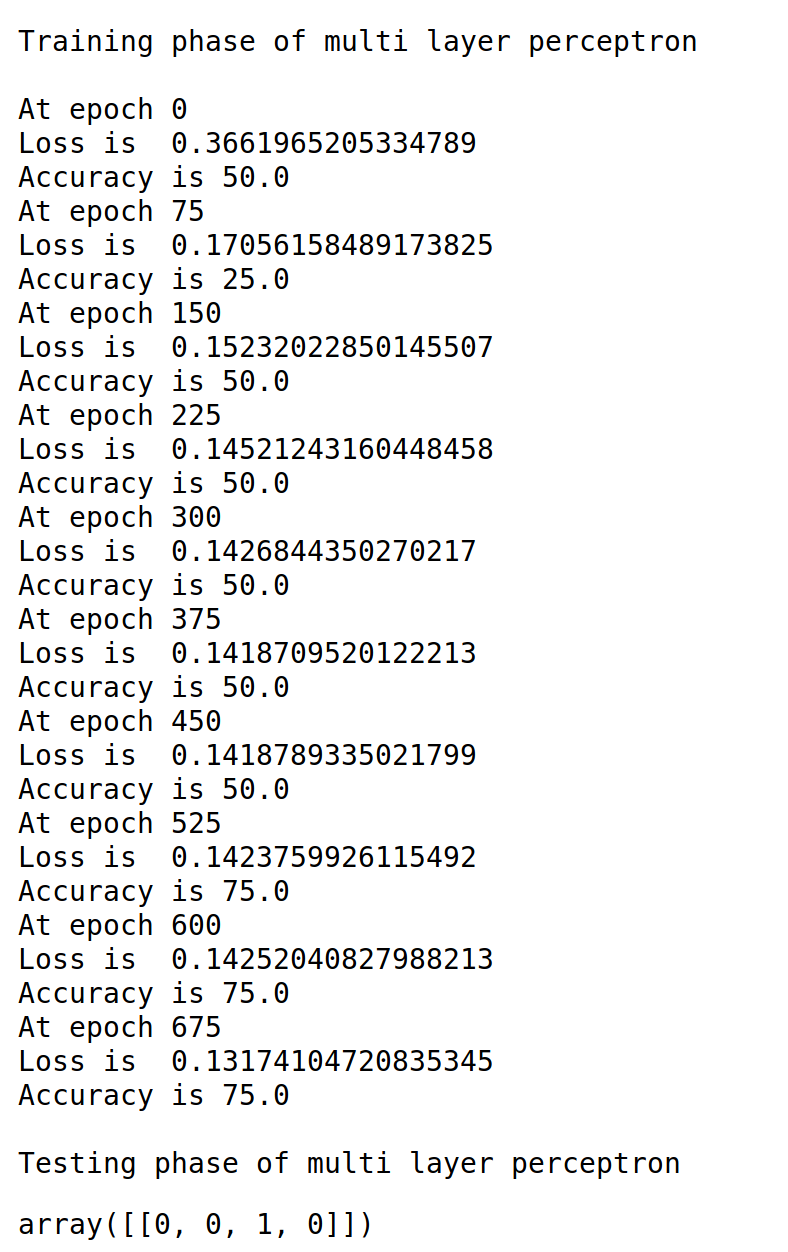 Training phase of multi layer perceptron
At epoch 0
Loss is  0.3661965205334789
Accuracy is 50.0
At epoch 75
Loss is  0.17056158489173825
Accuracy is 25.0
At epoch 150
Loss is  0.15232022850145507
Accuracy is 50.0
At epoch 225
Loss is  0.14521243160448458
Accuracy is 50.0
At epoch 300
Loss is  0.1426844350270217
Accuracy is 50.0
At epoch 375
Loss is  0.1418709520122213
Accuracy is 50.0
At epoch 450
Loss is  0.1418789335021799
Accuracy is 50.0
At epoch 525
Loss is  0.1423759926115492
Accuracy is 75.0
At epoch 600
Loss is  0.14252040827988213
Accuracy is 75.0
At epoch 675
Loss is  0.13174104720835345
Accuracy is 75.0
Testing phase of multi layer perceptron
array([[0, 0, 1, 0]])